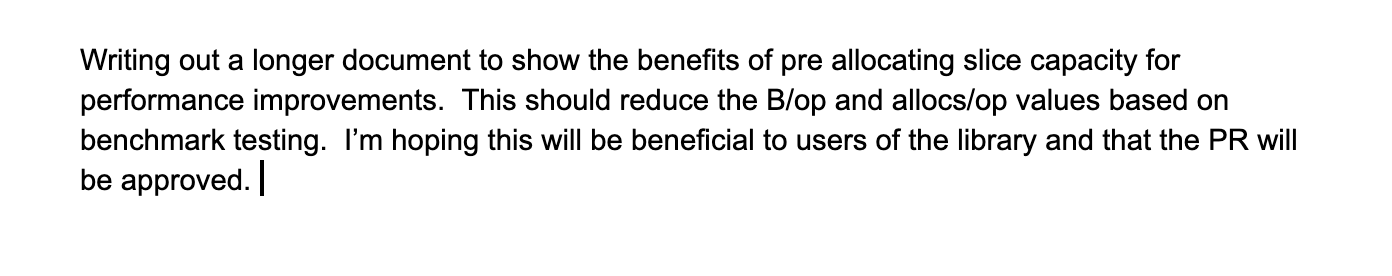 Writing out a longer document to show the benefits of pre allocating slice capacity for
performance improvements.  This should reduce the B/op and allocs/op values based on
benchmark testing.  I’m hoping this will be beneficial to users of the library and that the PR will
be approved.